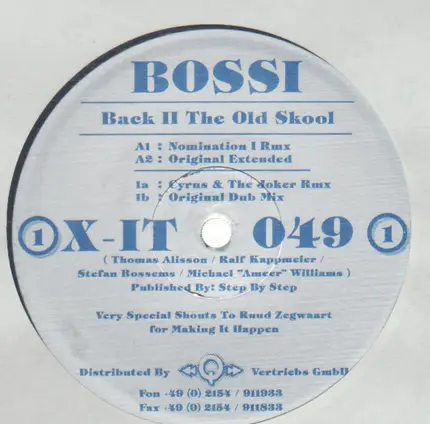 BOSSI
Back II The Old Skool
A1 : Nomination I Rmx
A2 : Original Extended
1a : Cyrus & The Joker Rmx
1b : Original Dub Mix
1 X-IT 049 1
( Thomas Alisson / Ralf Kappmeier /
Stefan Bossems / Michael "Ameer" Williams )
Published By: Step By Step
Very Special Shouts To Ruud Zegwaart
for Making It Happen
Distributed By Vertriebs GmbH
Fon +49 (0) 2154 / 911933
Fax +49 (0) 2154 / 911833